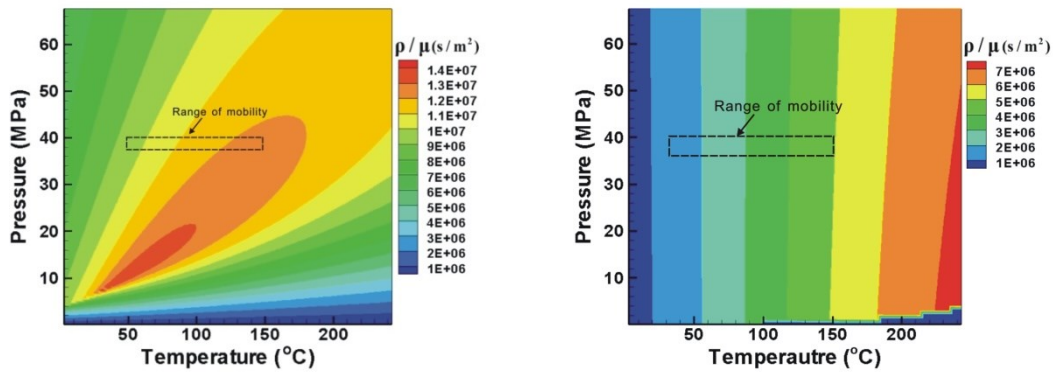 Pressure (MPa)
60
50
40
30
20
10
50
100
150
200
Temperature (°C)
Range of mobility
ρ / μ (s / m²)
1.4E+07
1.3E+07
1.2E+07
1.1E+07
1E+07
9E+06
8E+06
7E+06
6E+06
5E+06
4E+06
3E+06
2E+06
1E+06
Pressure (MPa)
60
50
40
30
20
10
50
100
150
200
Temperautre (°C)
Range of mobility
ρ / μ (s / m²)
7E+06
6E+06
5E+06
4E+06
3E+06
2E+06
1E+06